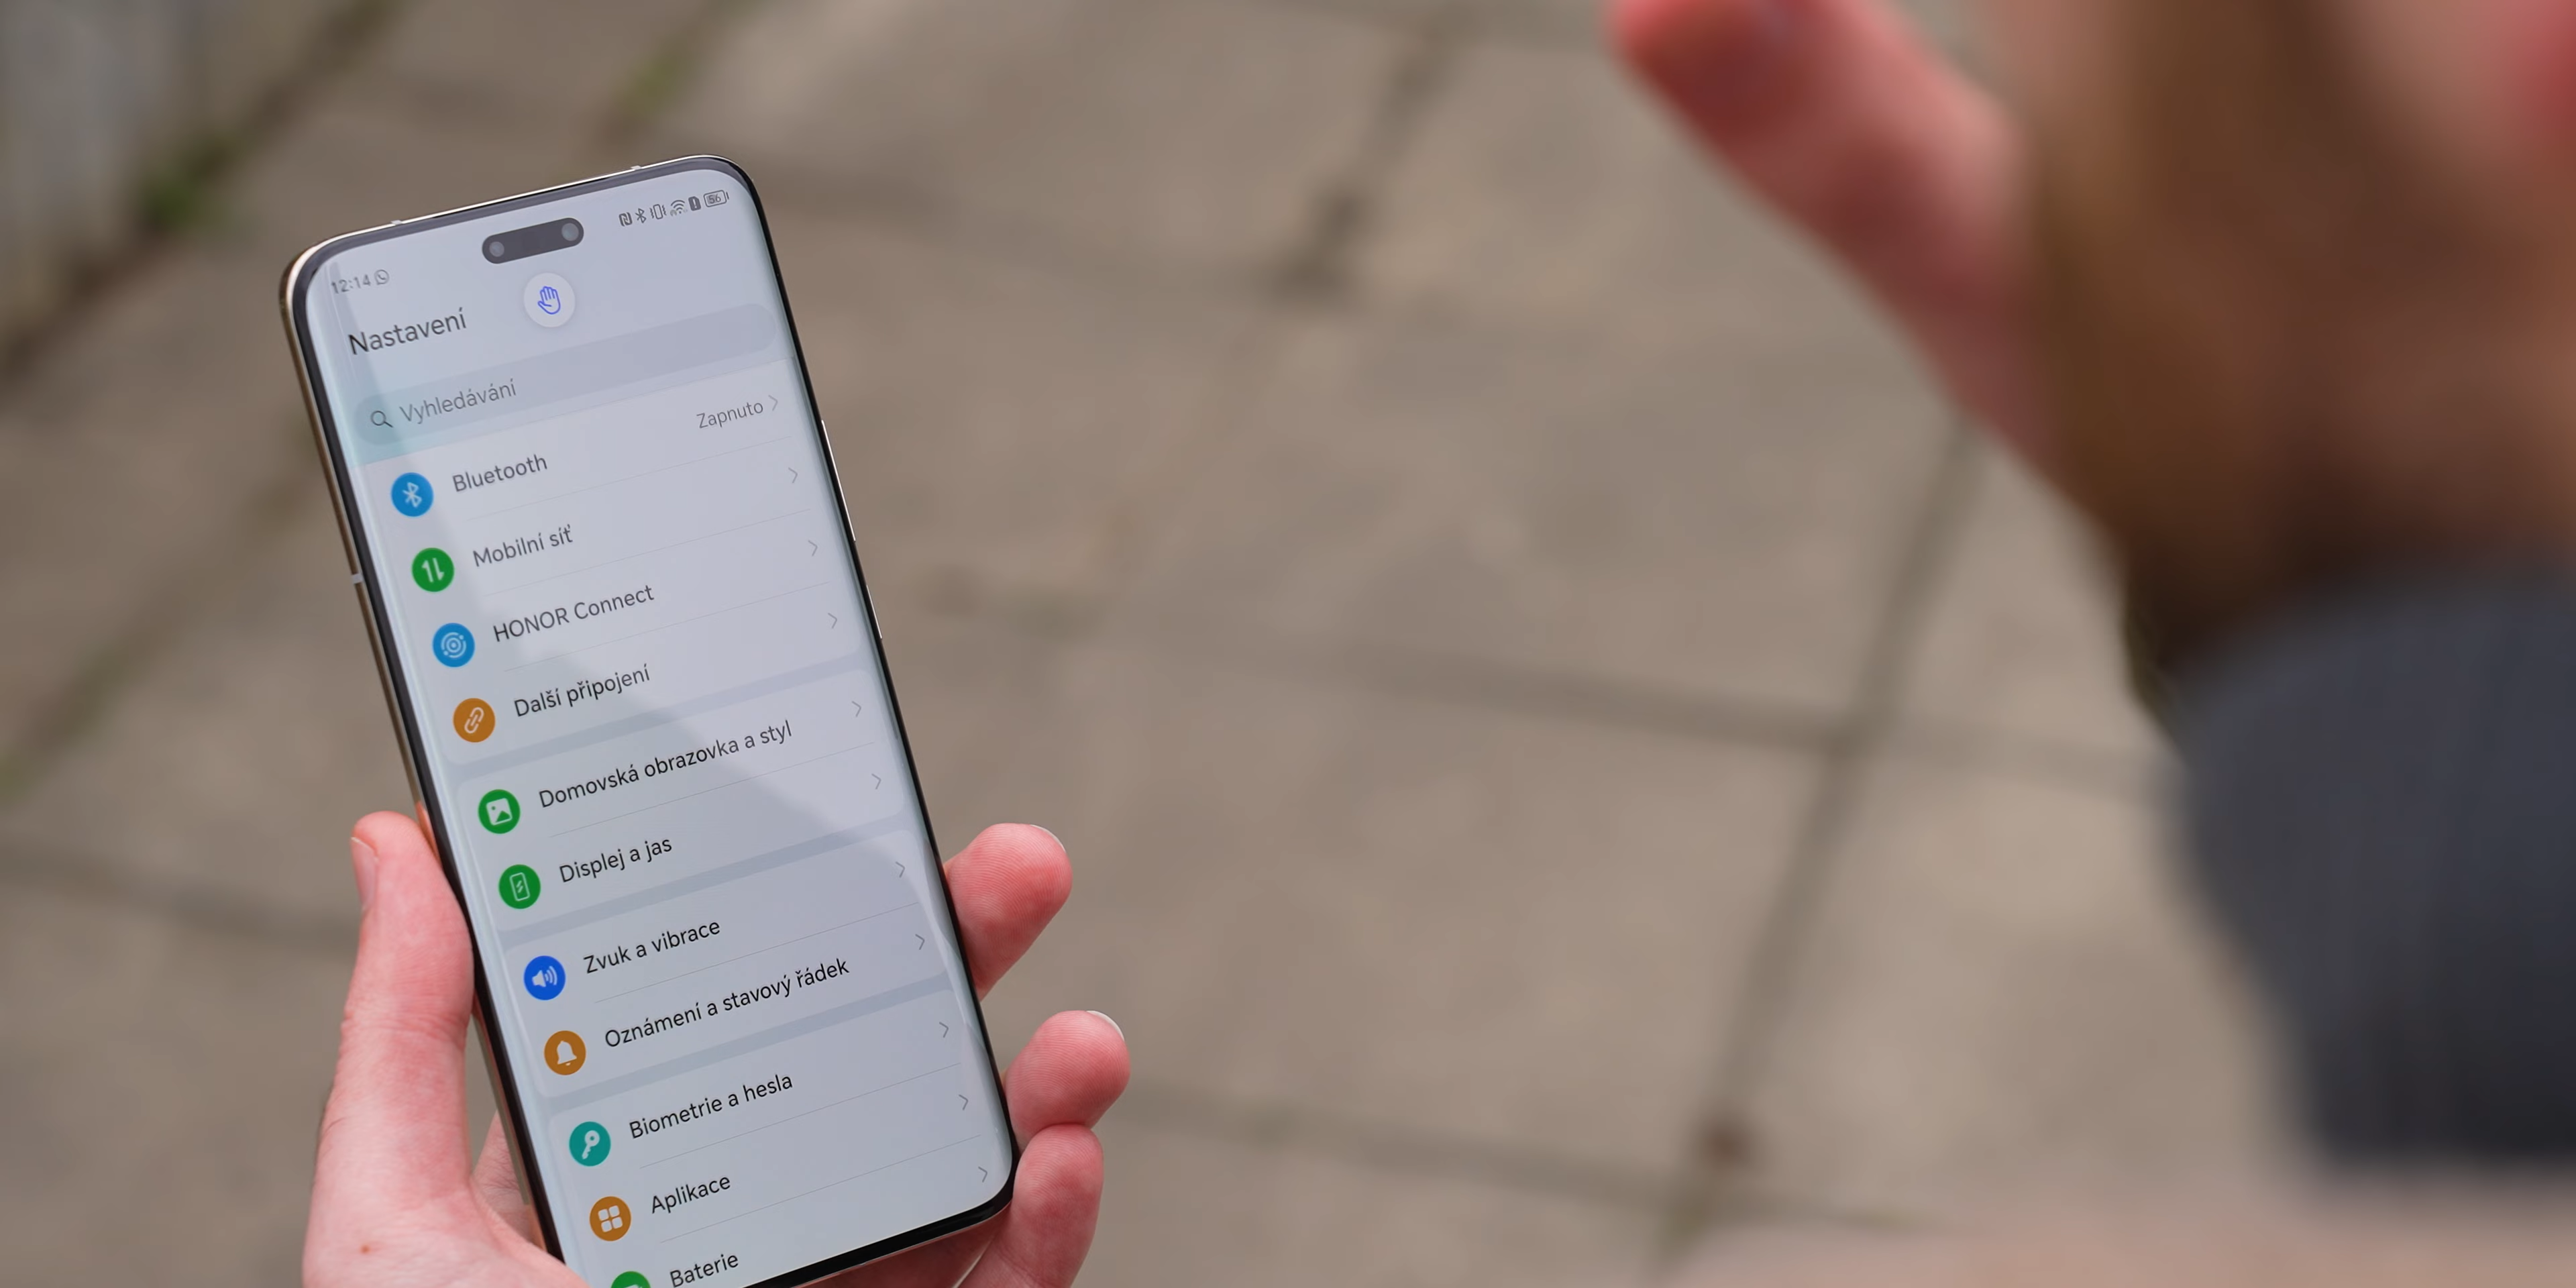 12:14
56
Nastavení
Vyhledávání
Bluetooth
Zapnuto
Mobilní síť
HONOR Connect
Další připojení
Domovská obrazovka a styl
Displej a jas
Zvuk a vibrace
Oznámení a stavový řádek
Biometrie a hesla
Aplikace
Baterie